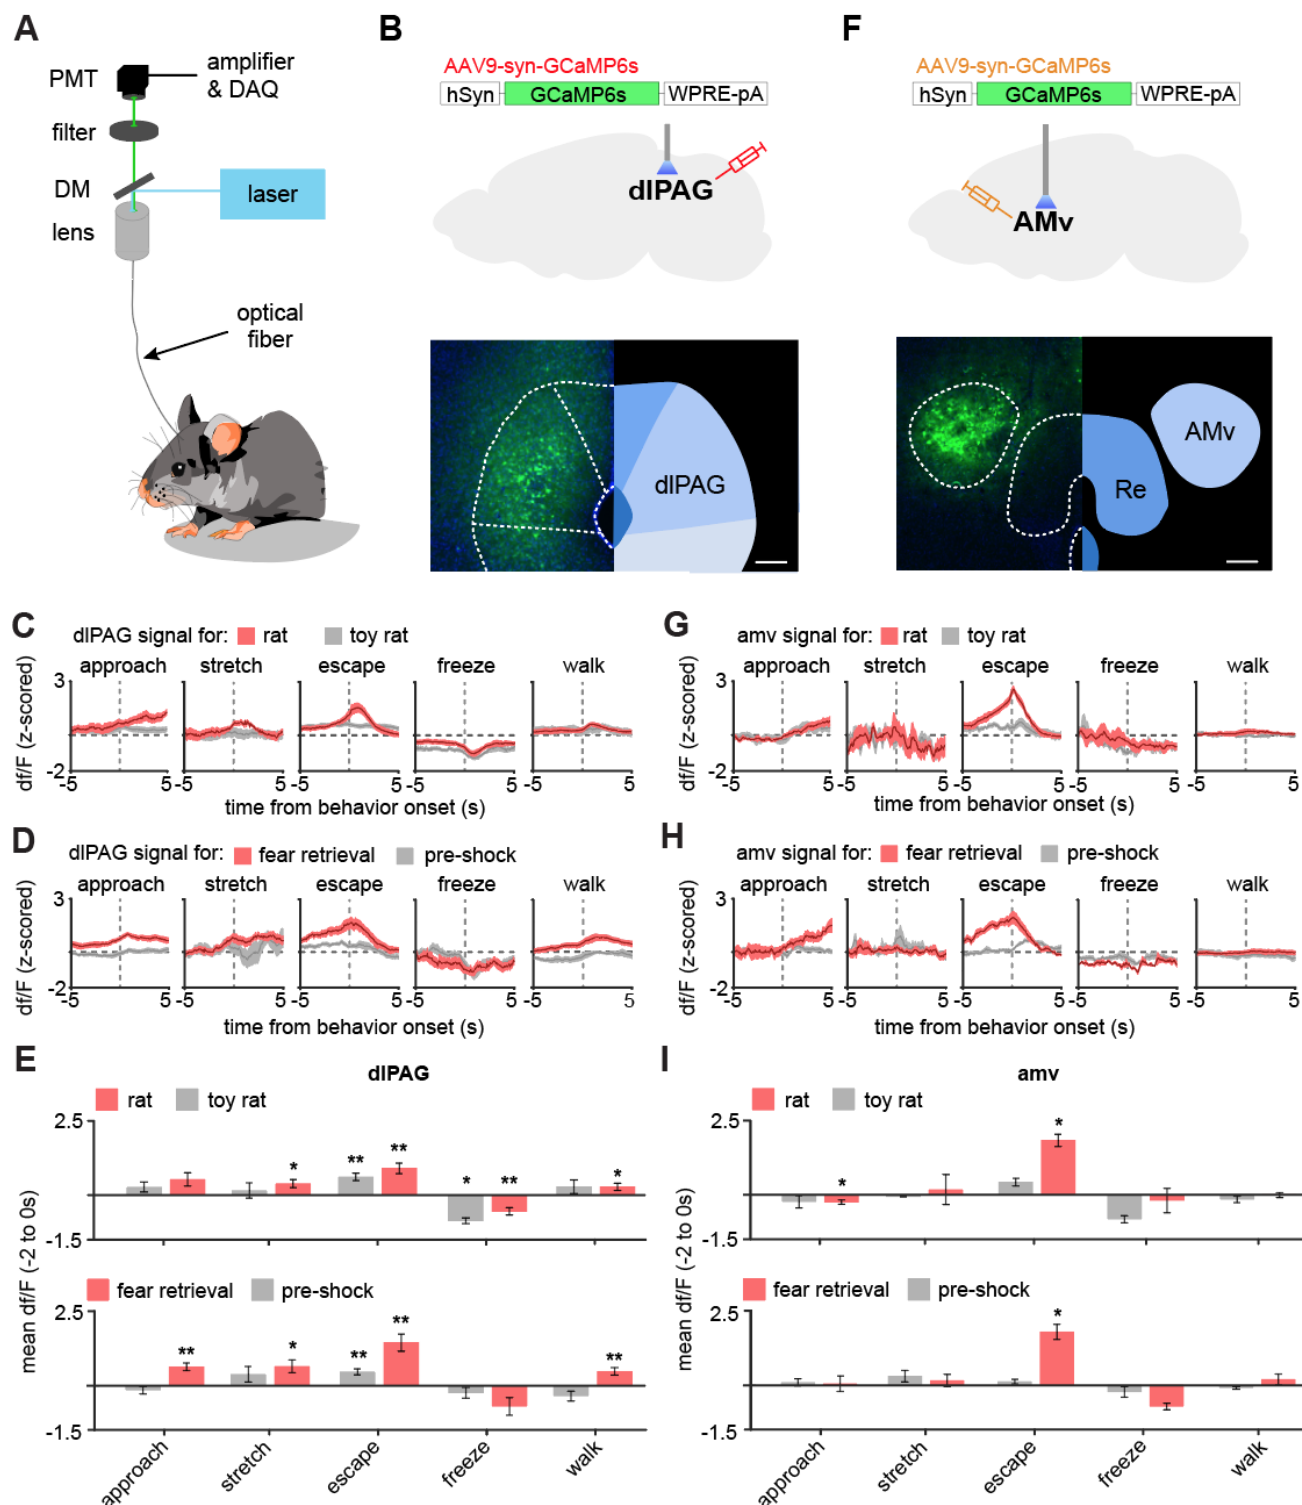 A
PMT
amplifier
& DAQ
filter
DM
laser
lens
optical
fiber
B
AAV9-syn-GCaMP6s
hSyn
GCaMP6s
WPRE-pA
dlPAG
dlPAG
F
AAV9-syn-GCaMP6s
hSyn
GCaMP6s
WPRE-pA
AMv
AMv
Re
C
dlPAG signal for: rat toy rat
approach stretch escape freeze walk
df/F (z-scored)
3
-2
-5 5 -5 5 -5 5 -5 5 -5 5
time from behavior onset (s)
G
amv signal for: rat toy rat
approach stretch escape freeze walk
df/F (z-scored)
3
-2
-5 5 -5 5 -5 5 -5 5 -5 5
time from behavior onset (s)
D
dlPAG signal for: fear retrieval pre-shock
approach stretch escape freeze walk
df/F (z-scored)
3
-2
-5 5 -5 5 -5 5 -5 5 -5 5
time from behavior onset (s)
H
amv signal for: fear retrieval pre-shock
approach stretch escape freeze walk
df/F (z-scored)
3
-2
-5 5 -5 5 -5 5 -5 5 -5 5
time from behavior onset (s)
E
dlPAG
rat toy rat
2.5
* ** ** * ** *
-1.5
mean df/F (-2 to 0s)
fear retrieval pre-shock
2.5
** * ** ** **
-1.5
approach stretch escape freeze walk
I
amv
rat toy rat
2.5
* *
-1.5
mean df/F (-2 to 0s)
fear retrieval pre-shock
2.5
*
-1.5
approach stretch escape freeze walk